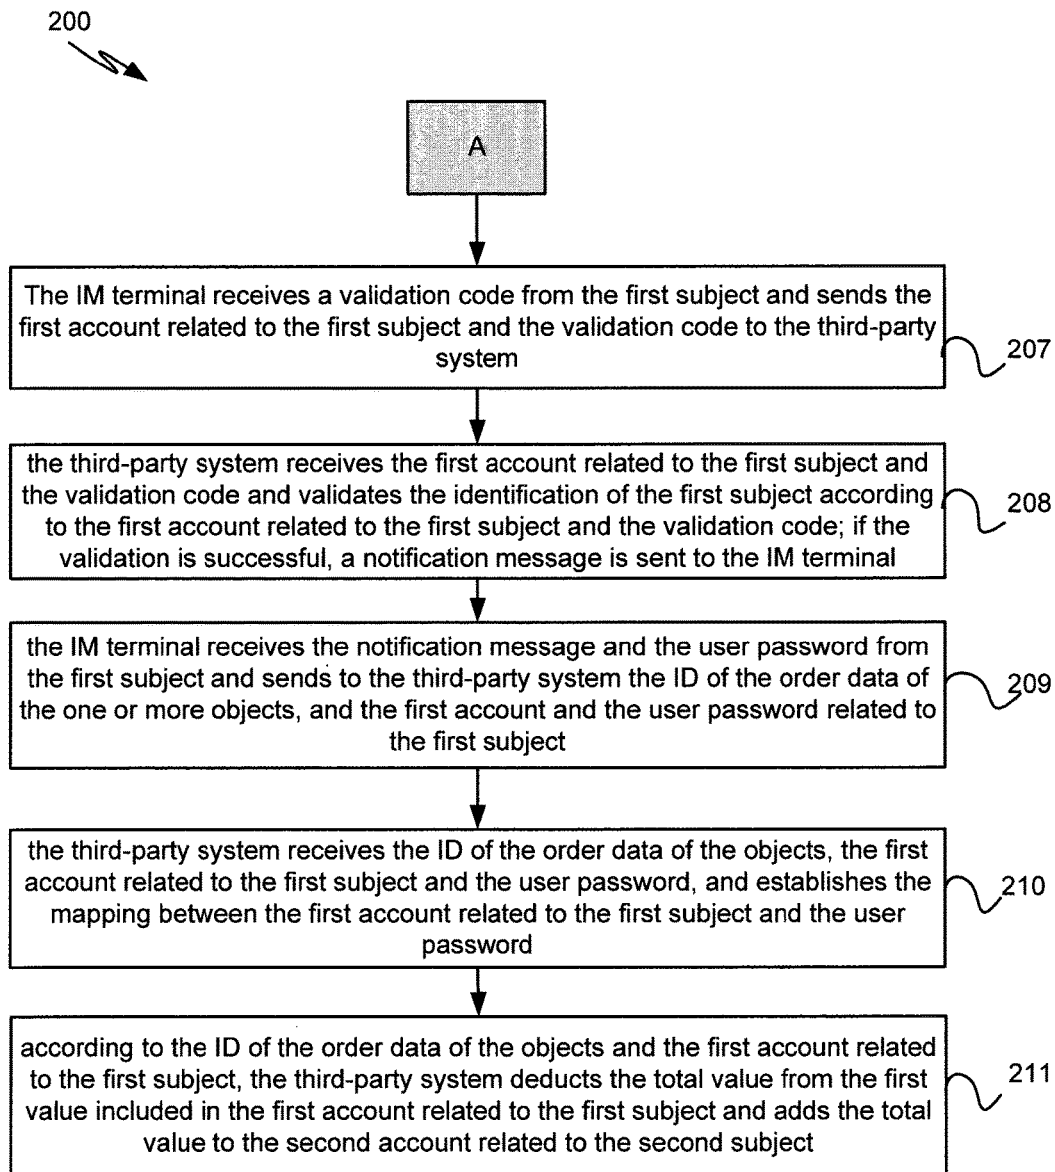 200
A
The IM terminal receives a validation code from the first subject and sends the
first account related to the first subject and the validation code to the third-party
system
207
the third-party system receives the first account related to the first subject and
the validation code and validates the identification of the first subject according
to the first account related to the first subject and the validation code; if the
validation is successful, a notification message is sent to the IM terminal
208
the IM terminal receives the notification message and the user password from
the first subject and sends to the third-party system the ID of the order data of
the one or more objects, and the first account and the user password related to
the first subject
209
the third-party system receives the ID of the order data of the objects, the first
account related to the first subject and the user password, and establishes the
mapping between the first account related to the first subject and the user
password
210
according to the ID of the order data of the objects and the first account related
to the first subject, the third-party system deducts the total value from the first
value included in the first account related to the first subject and adds the total
value to the second account related to the second subject
211